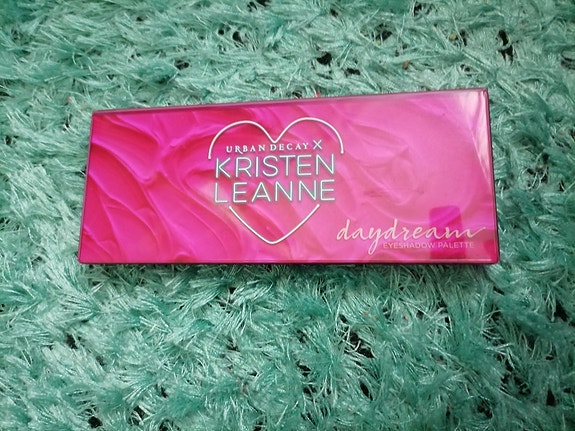 URBAN DECAY X
KRISTEN
LEANNE
daydream
EYESHADOW PALETTE